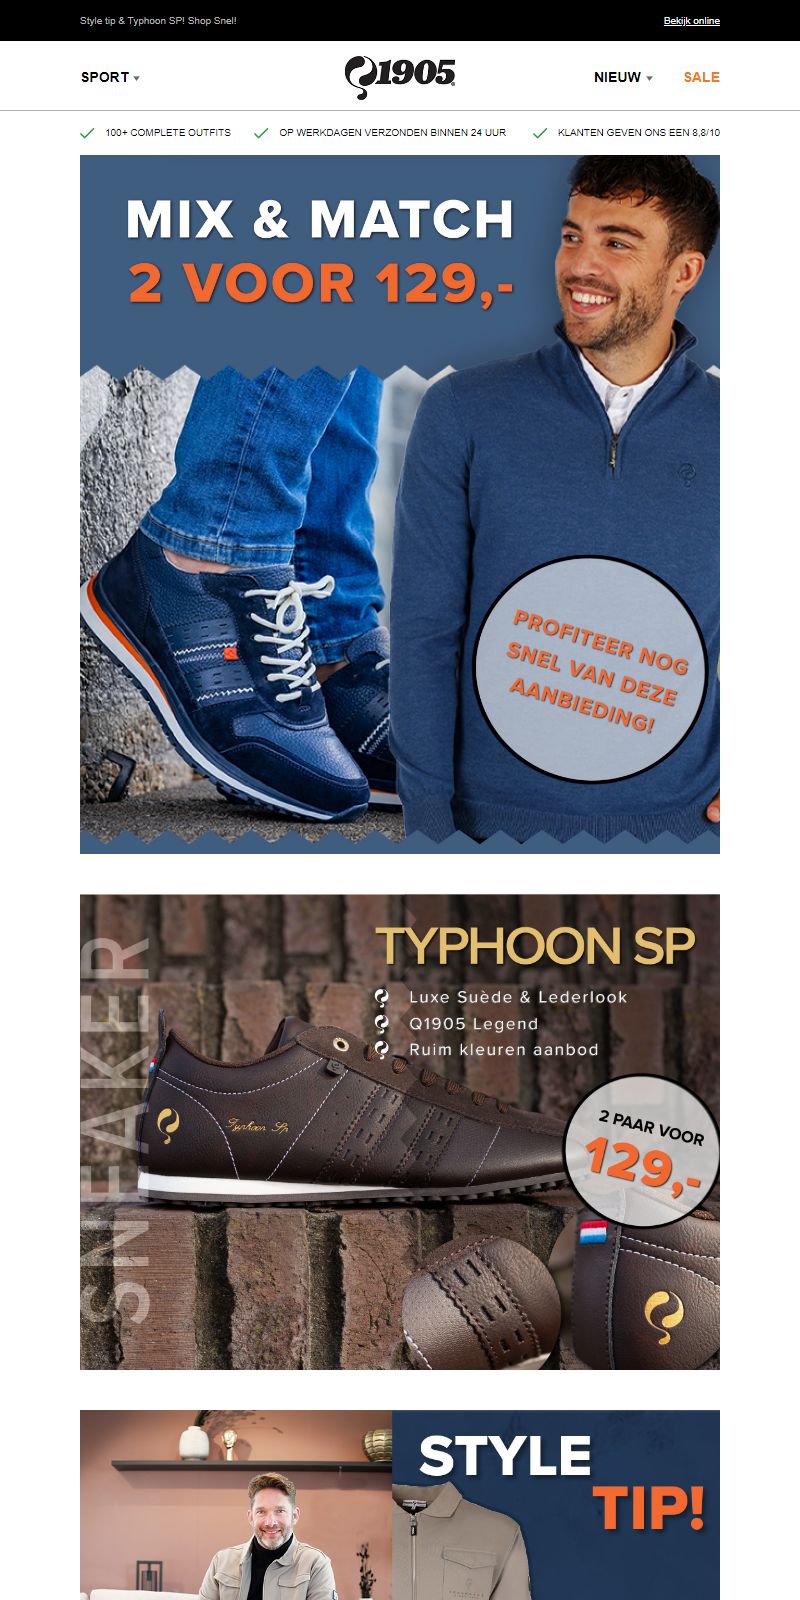 Style tip & Typhoon SP! Shop Snel!
Bekijk online
SPORT
1905
NIEUW
SALE
100+ COMPLETE OUTFITS
OP WERKDAGEN VERZONDEN BINNEN 24 UUR
KLANTEN GEVEN ONS EEN 8,8/10
MIX & MATCH
2 VOOR 129,-
PROFITEER NOG
SNEL VAN DEZE
AANBIEDING!
SNEAKER
TYPHOON SP
Luxe Suède & Lederlook
Q1905 Legend
Ruim kleuren aanbod
Typhoon Sp
2 PAAR VOOR
129,-
STYLE
TIP!